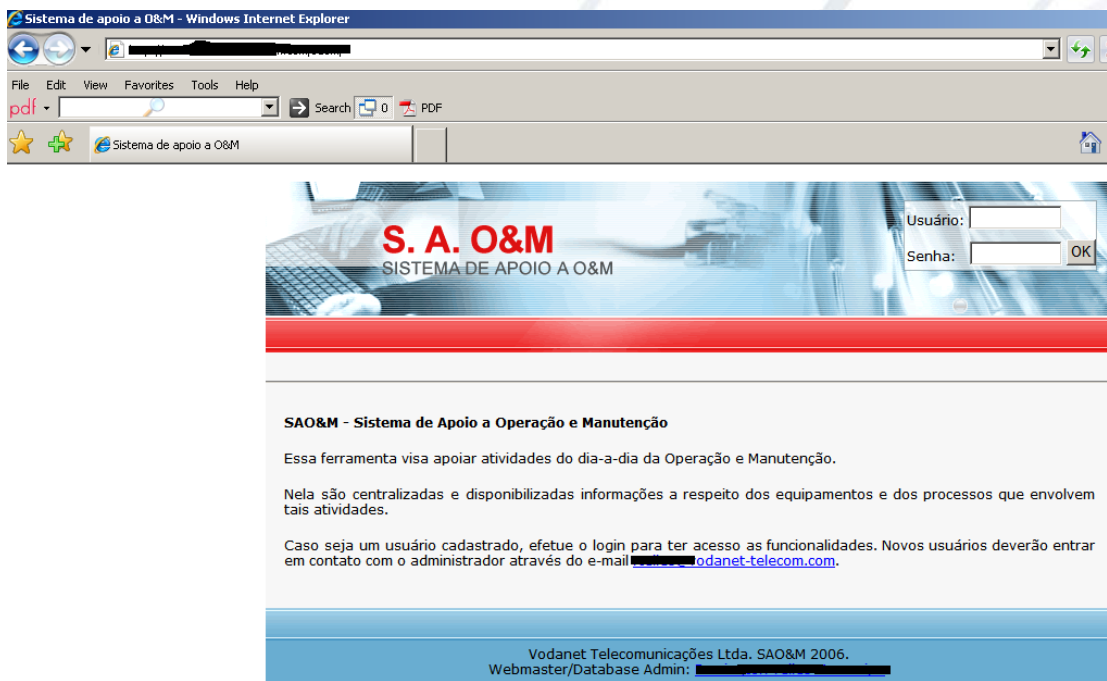 Sistema de apoio a O&M - Windows Internet Explorer
File Edit View Favorites Tools Help
pdf Search 0 PDF
Sistema de apoio a O&M
Usuário:
S. A. O&M
Senha: OK
SISTEMA DE APOIO A O&M
SAO&M - Sistema de Apoio a Operação e Manutenção
Essa ferramenta visa apoiar atividades do dia-a-dia da Operação e Manutenção.
Nela são centralizadas e disponibilizadas informações a respeito dos equipamentos e dos processos que envolvem
tais atividades.
Caso seja um usuário cadastrado, efetue o login para ter acesso as funcionalidades. Novos usuários deverão entrar
em contato com o administrador através do e-mail odanet-telecom.com.
Vodanet Telecomunicações Ltda. SAO&M 2006.
Webmaster/Database Admin: